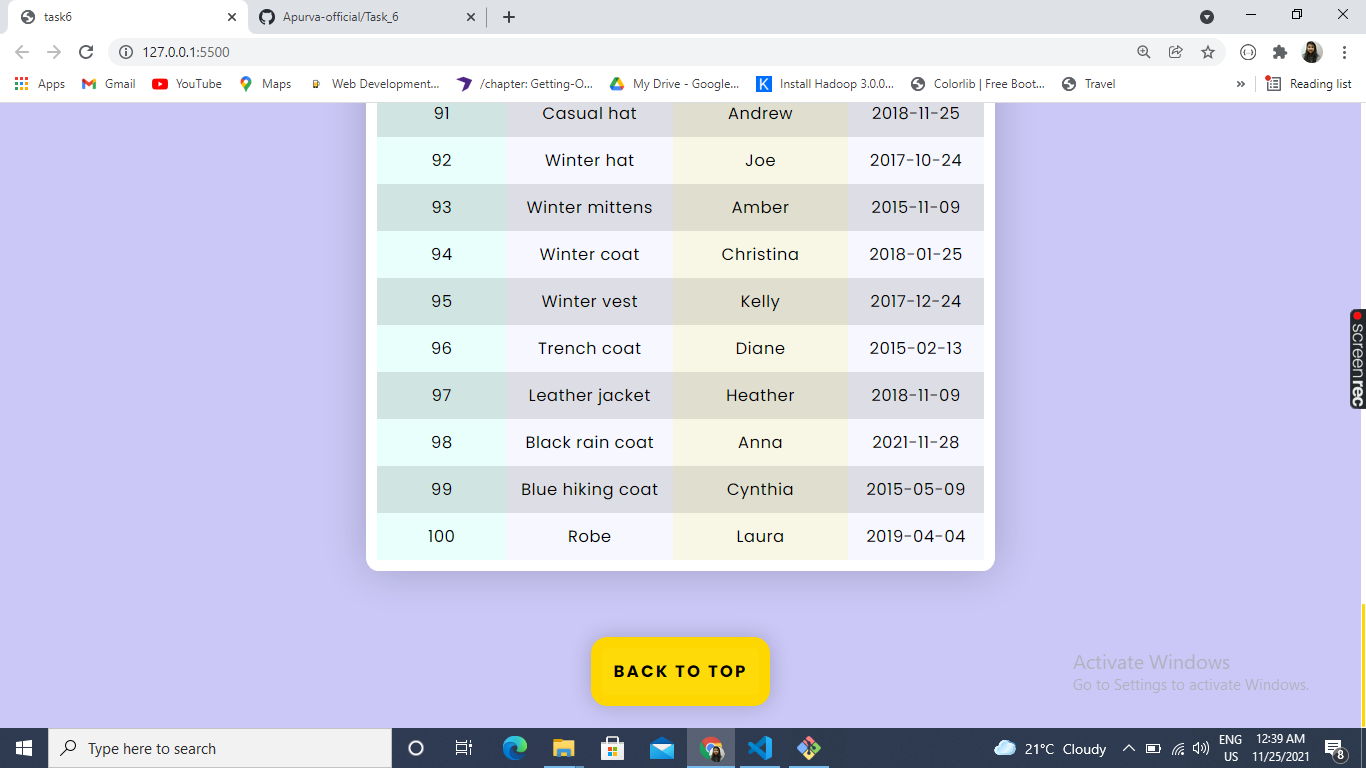 task6
Apurva-official/Task_6
127.0.0.1:5500
Apps
Gmail
YouTube
Maps
Web Development...
/chapter: Getting-O...
My Drive - Google...
K
Install Hadoop 3.0.0...
Colorlib | Free Boot...
Travel
»
Reading list
91 Casual hat Andrew 2018-11-25
92 Winter hat Joe 2017-10-24
93 Winter mittens Amber 2015-11-09
94 Winter coat Christina 2018-01-25
95 Winter vest Kelly 2017-12-24
96 Trench coat Diane 2015-02-13
97 Leather jacket Heather 2018-11-09
98 Black rain coat Anna 2021-11-28
99 Blue hiking coat Cynthia 2015-05-09
100 Robe Laura 2019-04-04
screenrec
BACK TO TOP
Activate Windows
Go to Settings to activate Windows.
Type here to search
21°C Cloudy
ENG
US
12:39 AM
11/25/2021
8